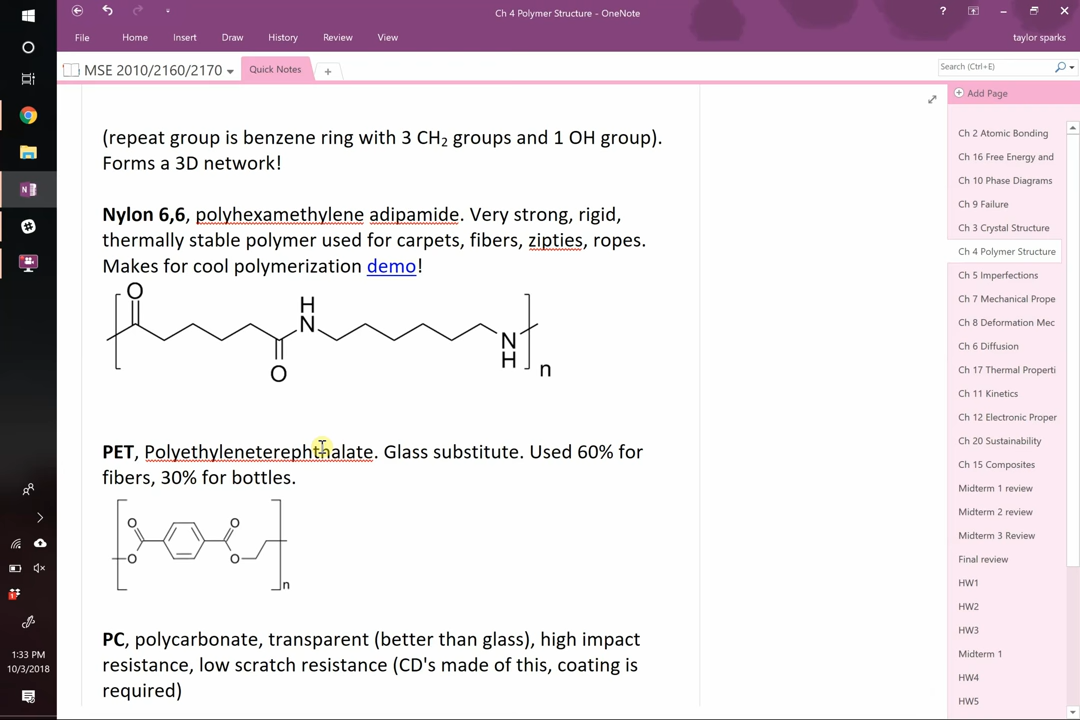 Ch 4 Polymer Structure - OneNote
?
File
Home
Insert
Draw
History
Review
View
taylor sparks
MSE 2010/2160/2170
Quick Notes
+
Search (Ctrl+E)
Add Page
(repeat group is benzene ring with 3 CH₂ groups and 1 OH group).
Forms a 3D network!
Nylon 6,6, polyhexamethylene adipamide. Very strong, rigid,
thermally stable polymer used for carpets, fibers, zipties, ropes.
Makes for cool polymerization demo!
O
H
N
O
N
H
n
PET, Polyethyleneterephthalate. Glass substitute. Used 60% for
fibers, 30% for bottles.
O
O
O
O
n
PC, polycarbonate, transparent (better than glass), high impact
resistance, low scratch resistance (CD's made of this, coating is
required)
Ch 2 Atomic Bonding
Ch 16 Free Energy and
Ch 10 Phase Diagrams
Ch 9 Failure
Ch 3 Crystal Structure
Ch 4 Polymer Structure
Ch 5 Imperfections
Ch 7 Mechanical Prope
Ch 8 Deformation Mec
Ch 6 Diffusion
Ch 17 Thermal Properti
Ch 11 Kinetics
Ch 12 Electronic Proper
Ch 20 Sustainability
Ch 15 Composites
Midterm 1 review
Midterm 2 review
Midterm 3 Review
Final review
HW1
HW2
HW3
Midterm 1
HW4
HW5
1:33 PM
10/3/2018